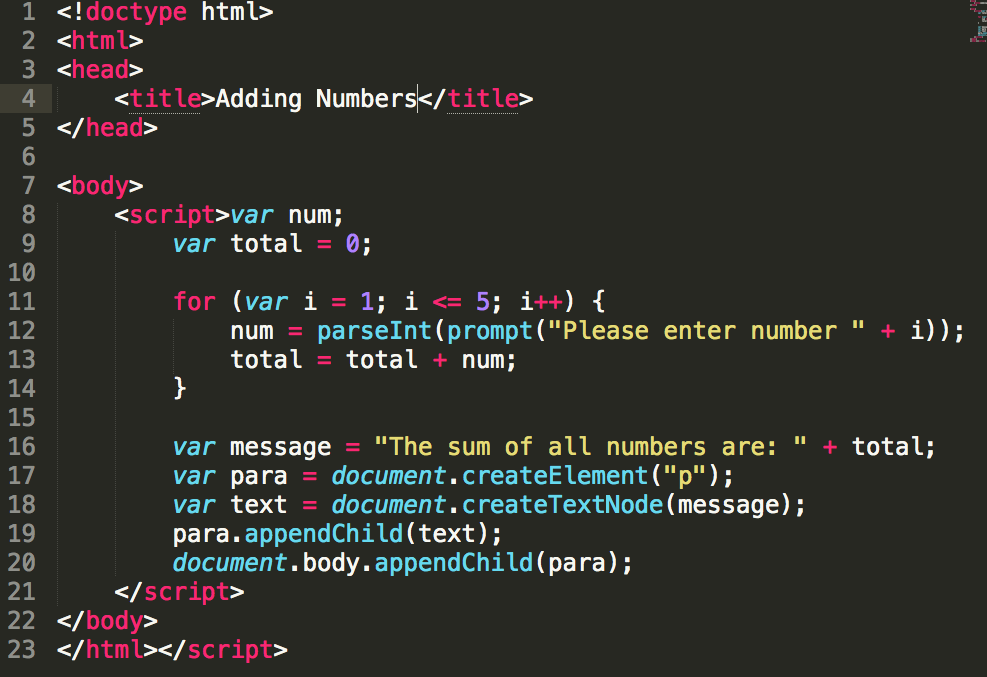 1 <!doctype html>
2 <html>
3 <head>
4     <title>Adding Numbers</title>
5 </head>
6
7 <body>
8     <script>var num;
9         var total = 0;
10
11         for (var i = 1; i <= 5; i++) {
12             num = parseInt(prompt("Please enter number " + i));
13             total = total + num;
14         }
15
16         var message = "The sum of all numbers are: " + total;
17         var para = document.createElement("p");
18         var text = document.createTextNode(message);
19         para.appendChild(text);
20         document.body.appendChild(para);
21     </script>
22 </body>
23 </html></script>